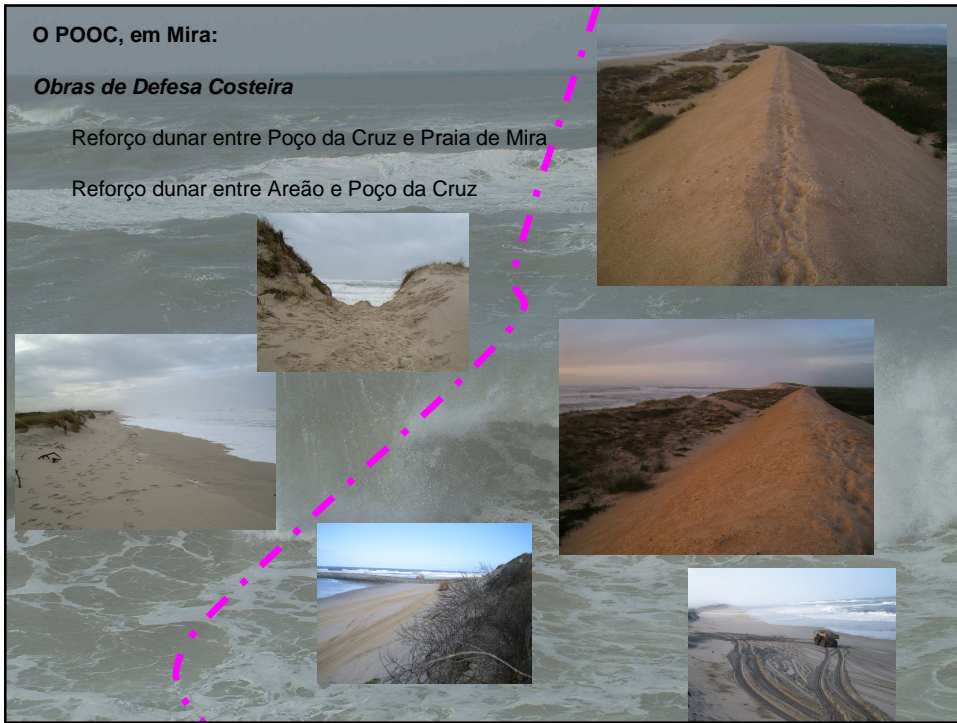 O POOC, em Mira:
Obras de Defesa Costeira
Reforço dunar entre Poço da Cruz e Praia de Mira
Reforço dunar entre Areão e Poço da Cruz